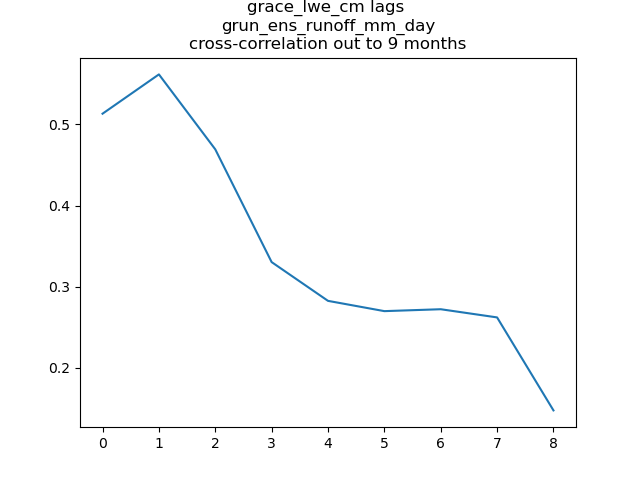 grace_lwe_cm lags
grun_ens_runoff_mm_day
cross-correlation out to 9 months
0.5
0.4
0.3
0.2
0 1 2 3 4 5 6 7 8